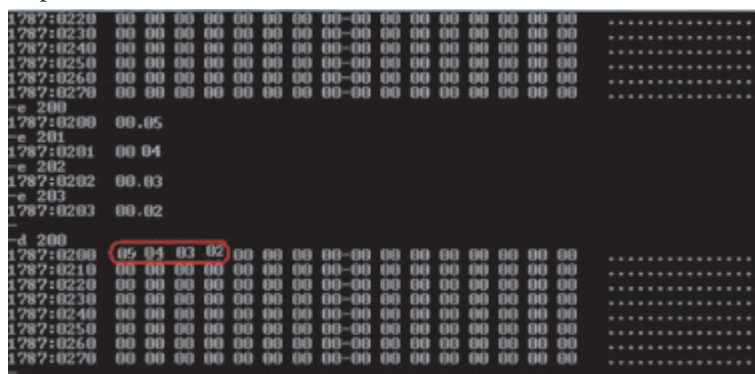 1787:0220 00 00 00 00 00 00 00 00-00 00 00 00 00 00 00 00 ................
1787:0230 00 00 00 00 00 00 00 00-00 00 00 00 00 00 00 00 ................
1787:0240 00 00 00 00 00 00 00 00-00 00 00 00 00 00 00 00 ................
1787:0250 00 00 00 00 00 00 00 00-00 00 00 00 00 00 00 00 ................
1787:0260 00 00 00 00 00 00 00 00-00 00 00 00 00 00 00 00 ................
1787:0270 00 00 00 00 00 00 00 00-00 00 00 00 00 00 00 00 ................
-e 200
1787:0200 00.05
-e 201
1787:0201 00 04
-e 202
1787:0202 00.03
-e 203
1787:0203 00.02
-
-d 200
1787:0200 05 04 03 02 00 00 00 00-00 00 00 00 00 00 00 00 ................
1787:0210 00 00 00 00 00 00 00 00-00 00 00 00 00 00 00 00 ................
1787:0220 00 00 00 00 00 00 00 00-00 00 00 00 00 00 00 00 ................
1787:0230 00 00 00 00 00 00 00 00-00 00 00 00 00 00 00 00 ................
1787:0240 00 00 00 00 00 00 00 00-00 00 00 00 00 00 00 00 ................
1787:0250 00 00 00 00 00 00 00 00-00 00 00 00 00 00 00 00 ................
1787:0260 00 00 00 00 00 00 00 00-00 00 00 00 00 00 00 00 ................
1787:0270 00 00 00 00 00 00 00 00-00 00 00 00 00 00 00 00 ................